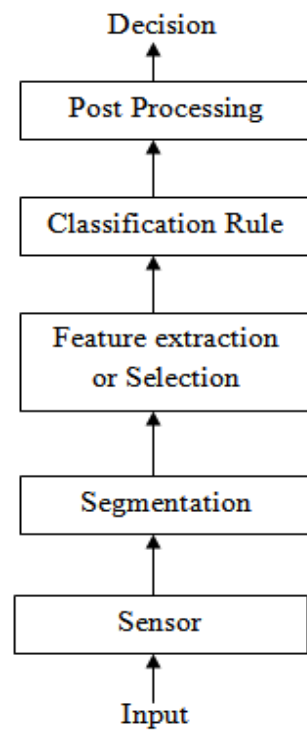 Decision
Post Processing
Classification Rule
Feature extraction
or Selection
Segmentation
Sensor
Input